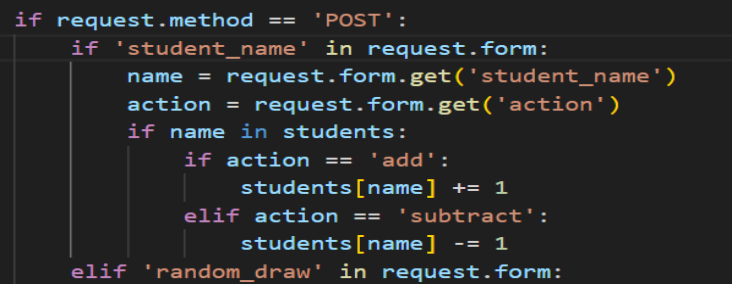 if request.method == 'POST':
    if 'student_name' in request.form:
        name = request.form.get('student_name')
        action = request.form.get('action')
        if name in students:
            if action == 'add':
                students[name] += 1
            elif action == 'subtract':
                students[name] -= 1
    elif 'random_draw' in request.form: